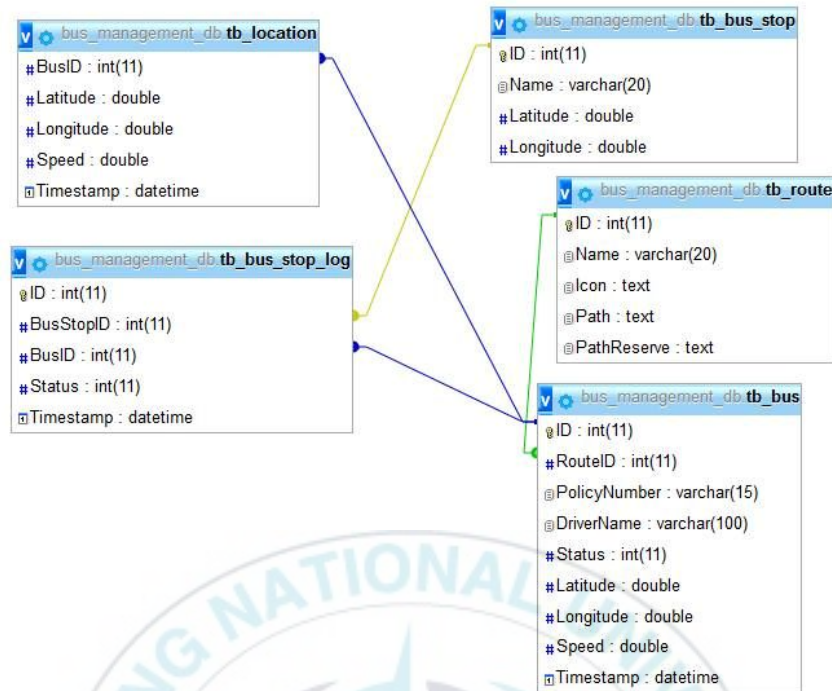 bus_management_db.tb_location
#BusID : int(11)
#Latitude : double
#Longitude : double
#Speed : double
Timestamp : datetime
bus_management_db.tb_bus_stop
ID : int(11)
Name : varchar(20)
#Latitude : double
#Longitude : double
bus_management_db.tb_route
ID : int(11)
Name : varchar(20)
Icon : text
Path : text
PathReserve : text
bus_management_db.tb_bus_stop_log
ID : int(11)
#BusStopID : int(11)
#BusID : int(11)
#Status : int(11)
Timestamp : datetime
bus_management_db.tb_bus
ID : int(11)
#RouteID : int(11)
PolicyNumber : varchar(15)
DriverName : varchar(100)
#Status : int(11)
#Latitude : double
#Longitude : double
#Speed : double
Timestamp : datetime
NATIONAL